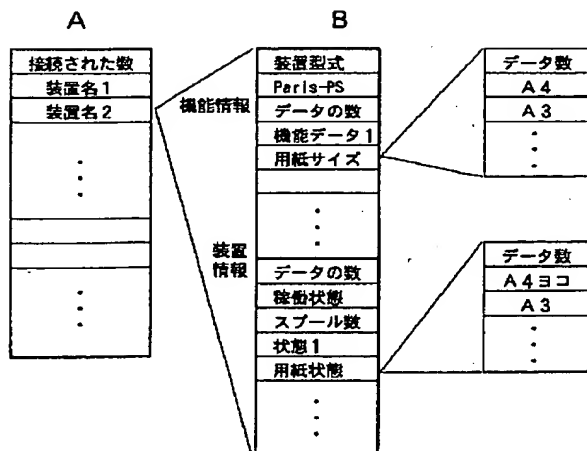 A
接続された数
装置名1
装置名2
B
機能情報
装置情報
装置型式
Paris-PS
データの数
機能データ1
用紙サイズ
データの数
稼働状態
スプール数
状態1
用紙状態
データ数
A4
A3
データ数
A4ヨコ
A3